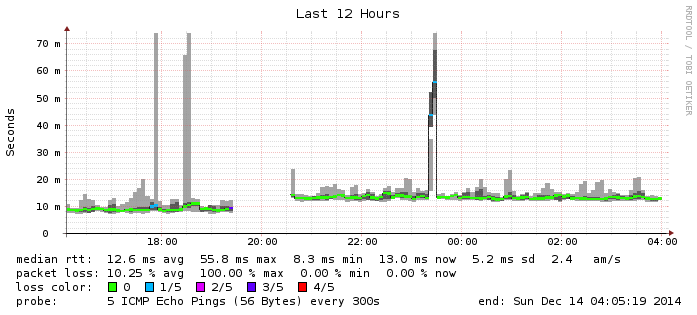 Last 12 Hours
RRDTOOL / TOBI OETIKER
Seconds
70 m
60 m
50 m
40 m
30 m
20 m
10 m
0
18:00 20:00 22:00 00:00 02:00 04:00
median rtt: 12.6 ms avg 55.8 ms max 8.3 ms min 13.0 ms now 5.2 ms sd 2.4 am/s
packet loss: 10.25 % avg 100.00 % max 0.00 % min 0.00 % now
loss color: 0 1/5 2/5 3/5 4/5
probe: 5 ICMP Echo Pings (56 Bytes) every 300s end: Sun Dec 14 04:05:19 2014